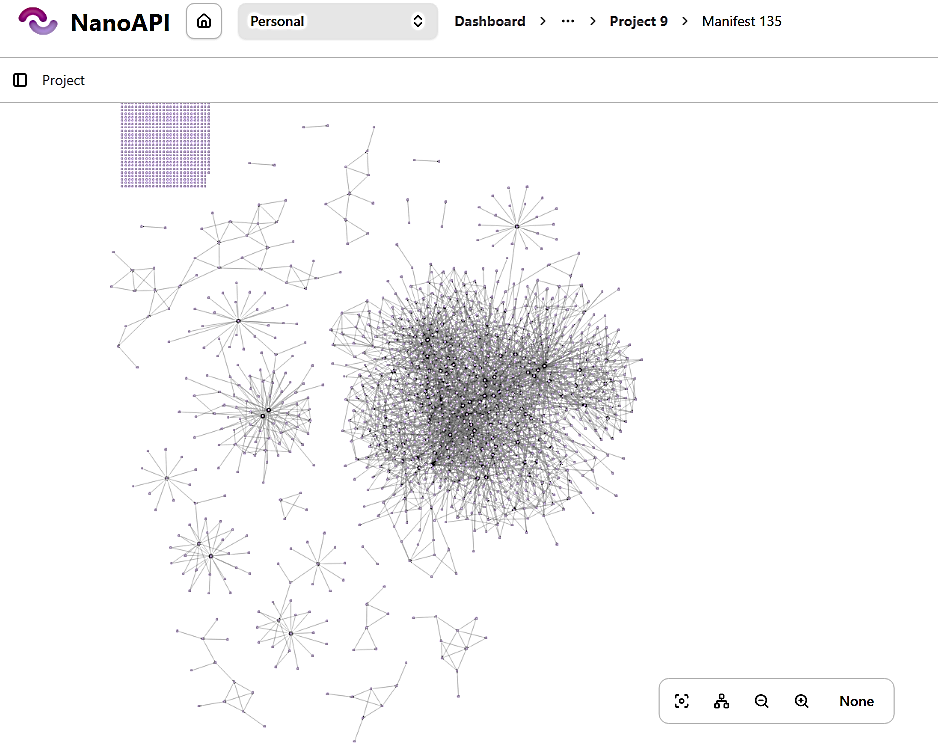 NanoAPI Personal Dashboard > ... > Project 9 > Manifest 135
Project
None